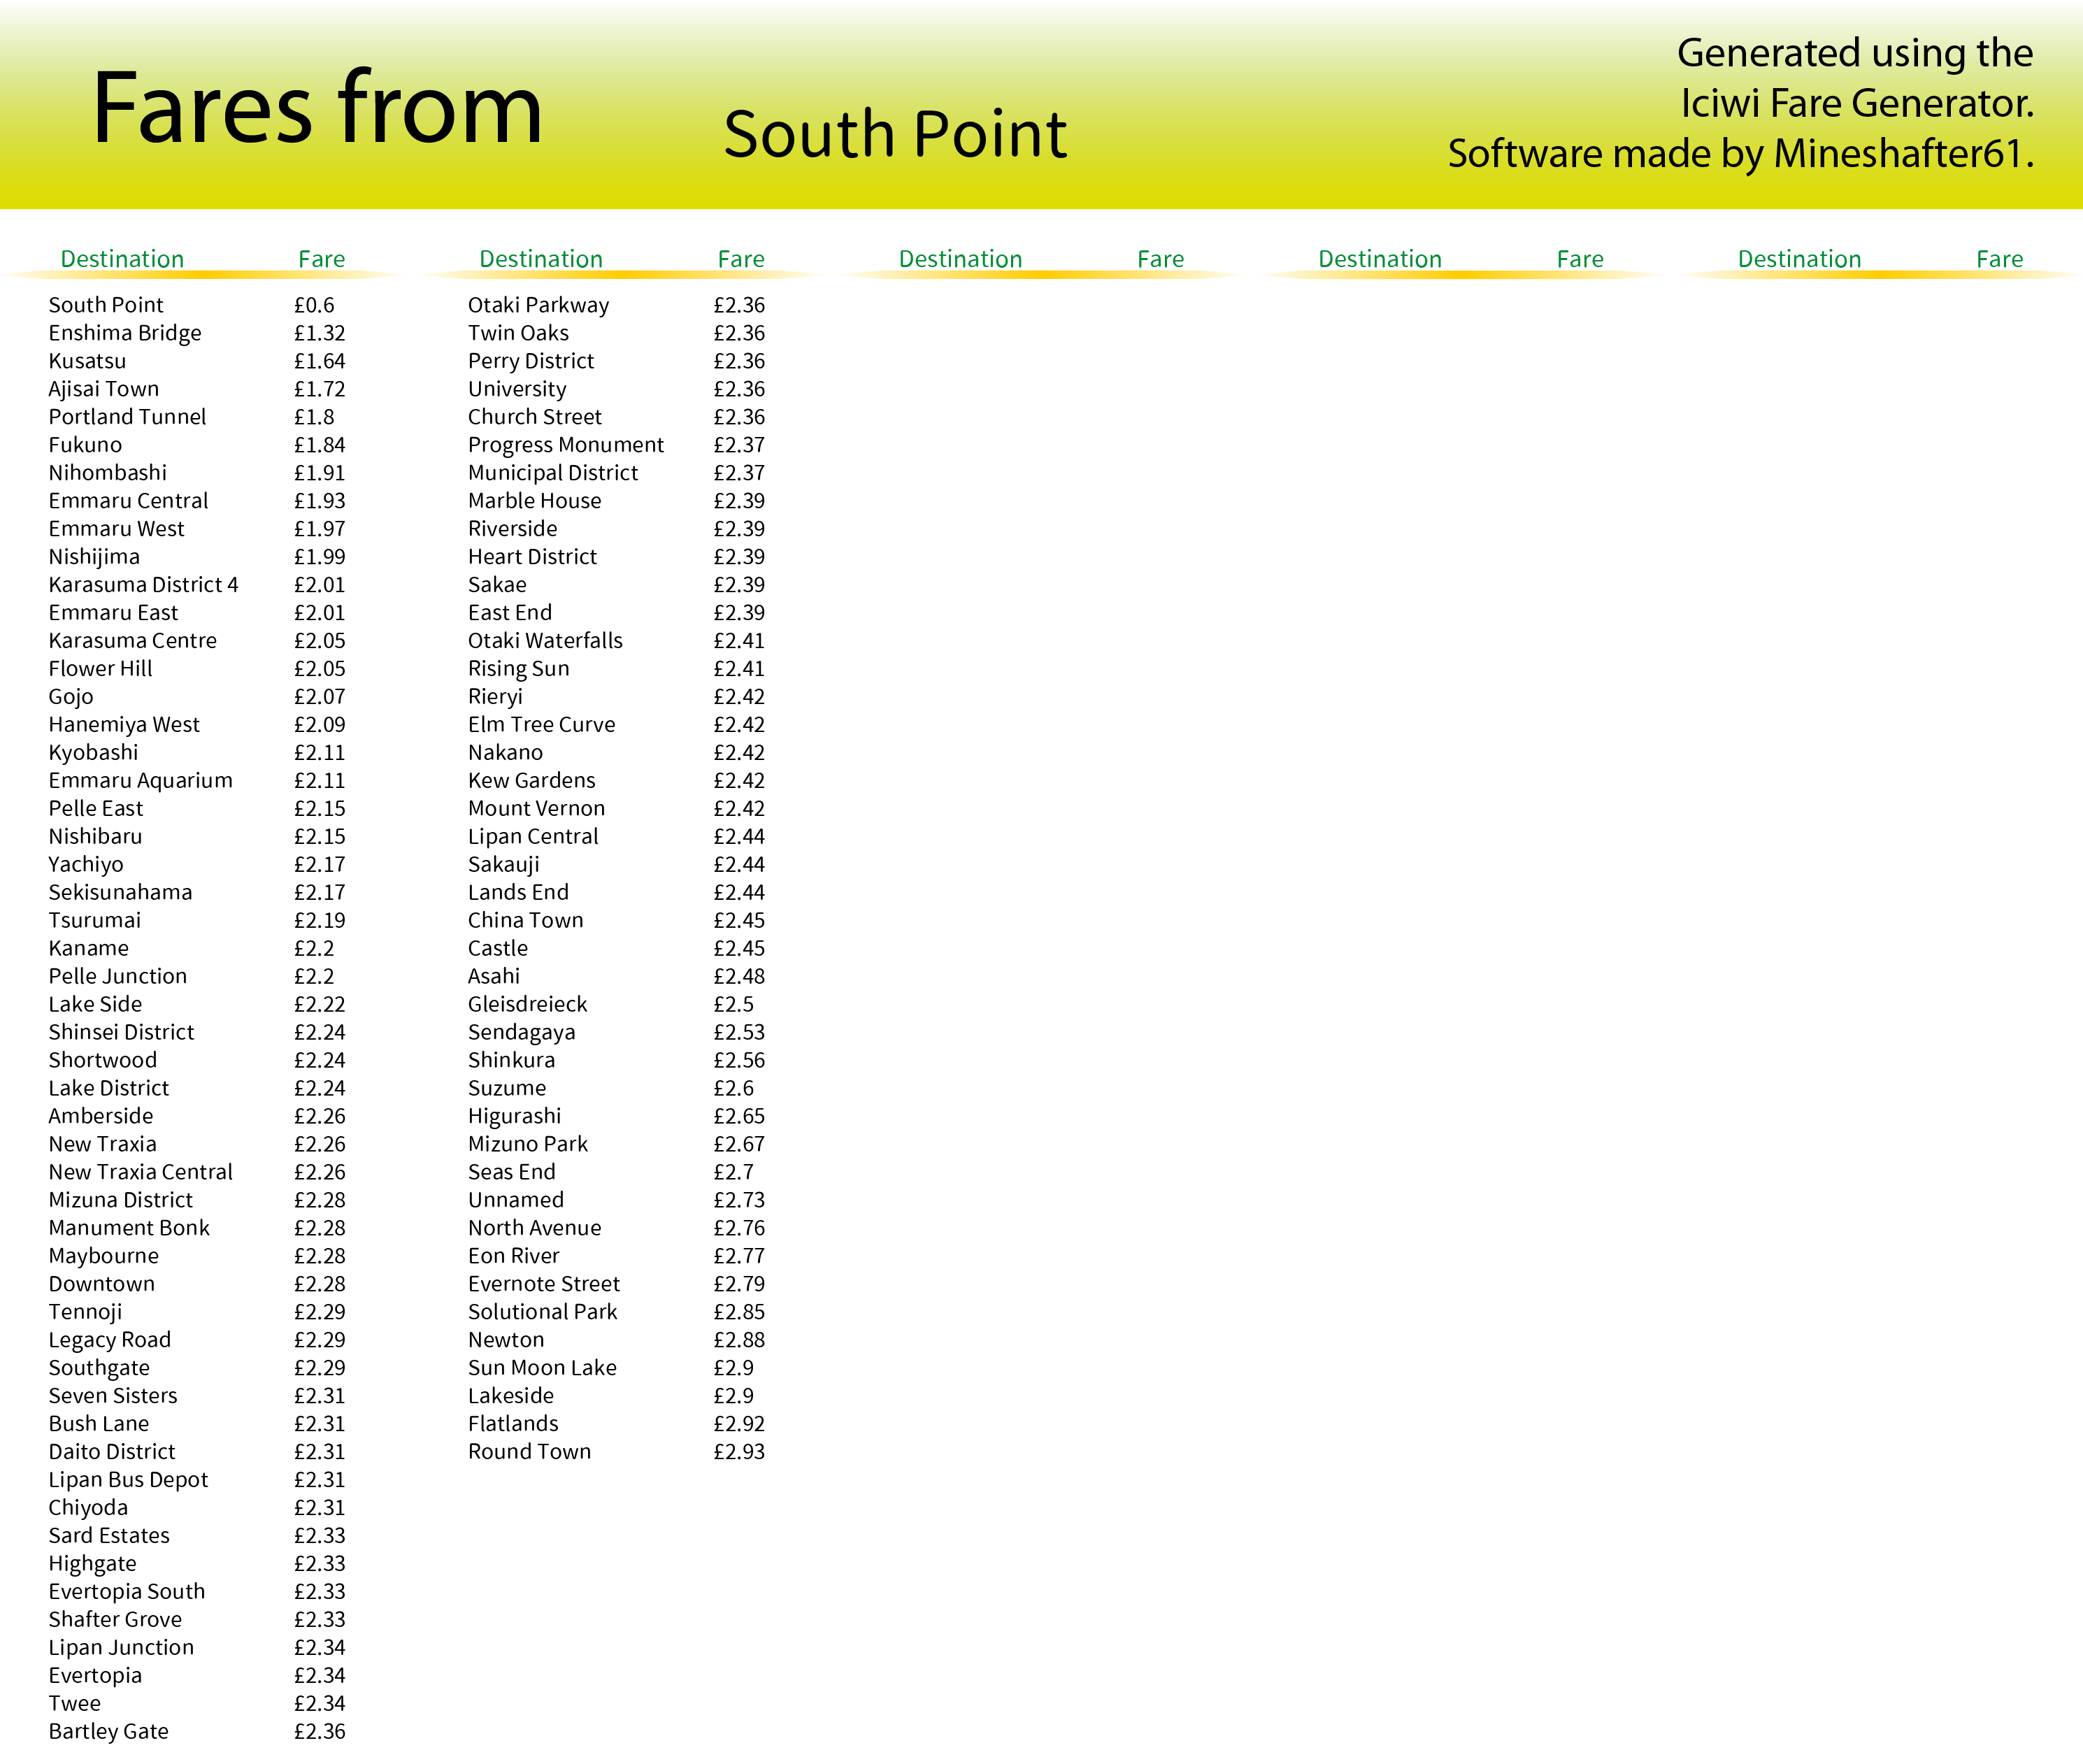 Fares from
South Point
Generated using the
Iciwi Fare Generator.
Software made by Mineshafter61.
Destination Fare Destination Fare Destination Fare Destination Fare Destination Fare
South Point £0.6
Enshima Bridge £1.32
Kusatsu £1.64
Ajisai Town £1.72
Portland Tunnel £1.8
Fukuno £1.84
Nihombashi £1.91
Emmaru Central £1.93
Emmaru West £1.97
Nishijima £1.99
Karasuma District 4 £2.01
Emmaru East £2.01
Karasuma Centre £2.05
Flower Hill £2.05
Gojo £2.07
Hanemiya West £2.09
Kyobashi £2.11
Emmaru Aquarium £2.11
Pelle East £2.15
Nishibaru £2.15
Yachiyo £2.17
Sekisunahama £2.17
Tsurumai £2.19
Kaname £2.2
Pelle Junction £2.2
Lake Side £2.22
Shinsei District £2.24
Shortwood £2.24
Lake District £2.24
Amberside £2.26
New Traxia £2.26
New Traxia Central £2.26
Mizuna District £2.28
Manument Bonk £2.28
Maybourne £2.28
Downtown £2.28
Tennoji £2.29
Legacy Road £2.29
Southgate £2.29
Seven Sisters £2.31
Bush Lane £2.31
Daito District £2.31
Lipan Bus Depot £2.31
Chiyoda £2.31
Sard Estates £2.33
Highgate £2.33
Evertopia South £2.33
Shafter Grove £2.33
Lipan Junction £2.34
Evertopia £2.34
Twee £2.34
Bartley Gate £2.36
Otaki Parkway £2.36
Twin Oaks £2.36
Perry District £2.36
University £2.36
Church Street £2.36
Progress Monument £2.37
Municipal District £2.37
Marble House £2.39
Riverside £2.39
Heart District £2.39
Sakae £2.39
East End £2.39
Otaki Waterfalls £2.41
Rising Sun £2.41
Rieryi £2.42
Elm Tree Curve £2.42
Nakano £2.42
Kew Gardens £2.42
Mount Vernon £2.42
Lipan Central £2.44
Sakauji £2.44
Lands End £2.44
China Town £2.45
Castle £2.45
Asahi £2.48
Gleisdreieck £2.5
Sendagaya £2.53
Shinkura £2.56
Suzume £2.6
Higurashi £2.65
Mizuno Park £2.67
Seas End £2.7
Unnamed £2.73
North Avenue £2.76
Eon River £2.77
Evernote Street £2.79
Solutional Park £2.85
Newton £2.88
Sun Moon Lake £2.9
Lakeside £2.9
Flatlands £2.92
Round Town £2.93